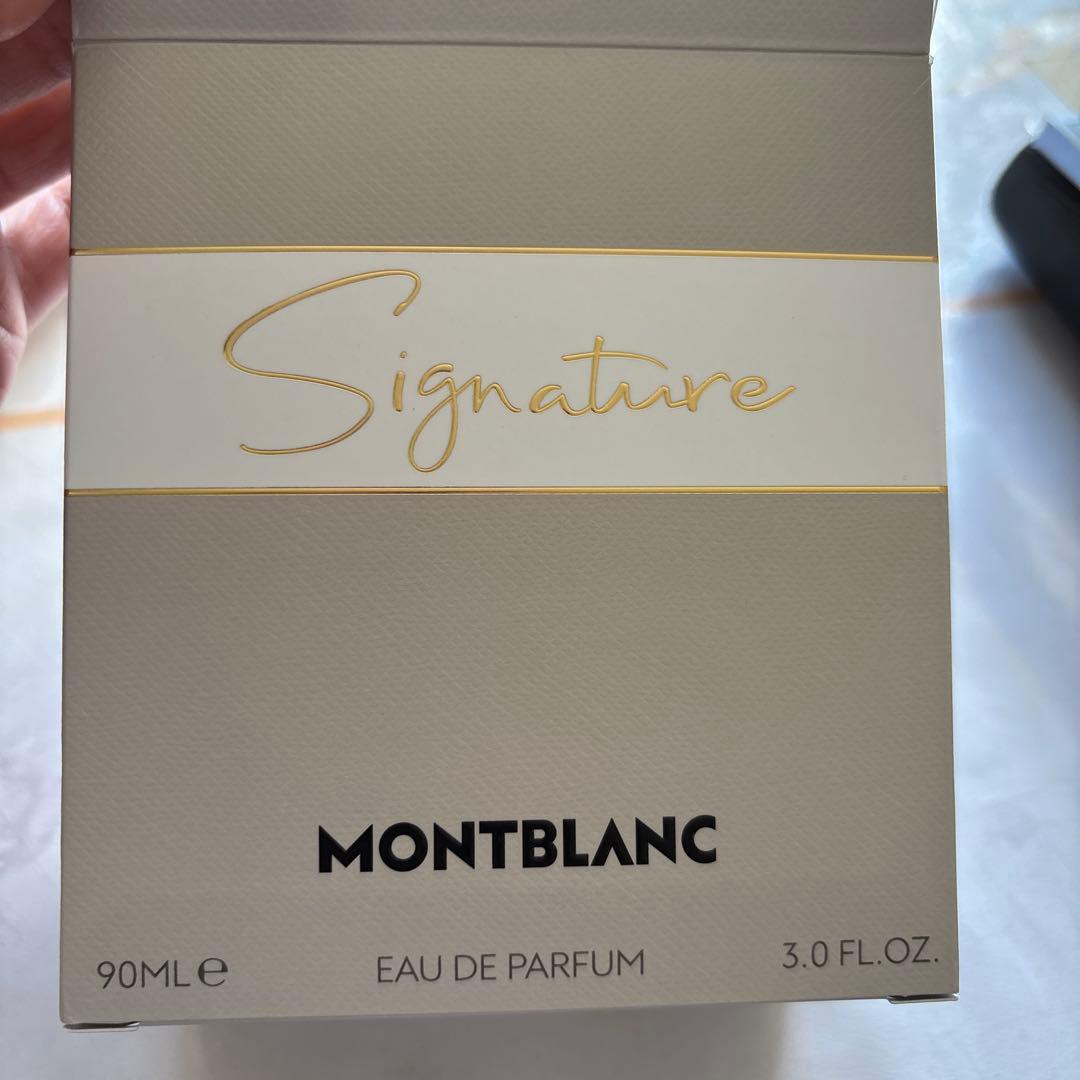 Signature
MONTBLANC
90ML ℮ EAU DE PARFUM 3.0 FL.OZ.